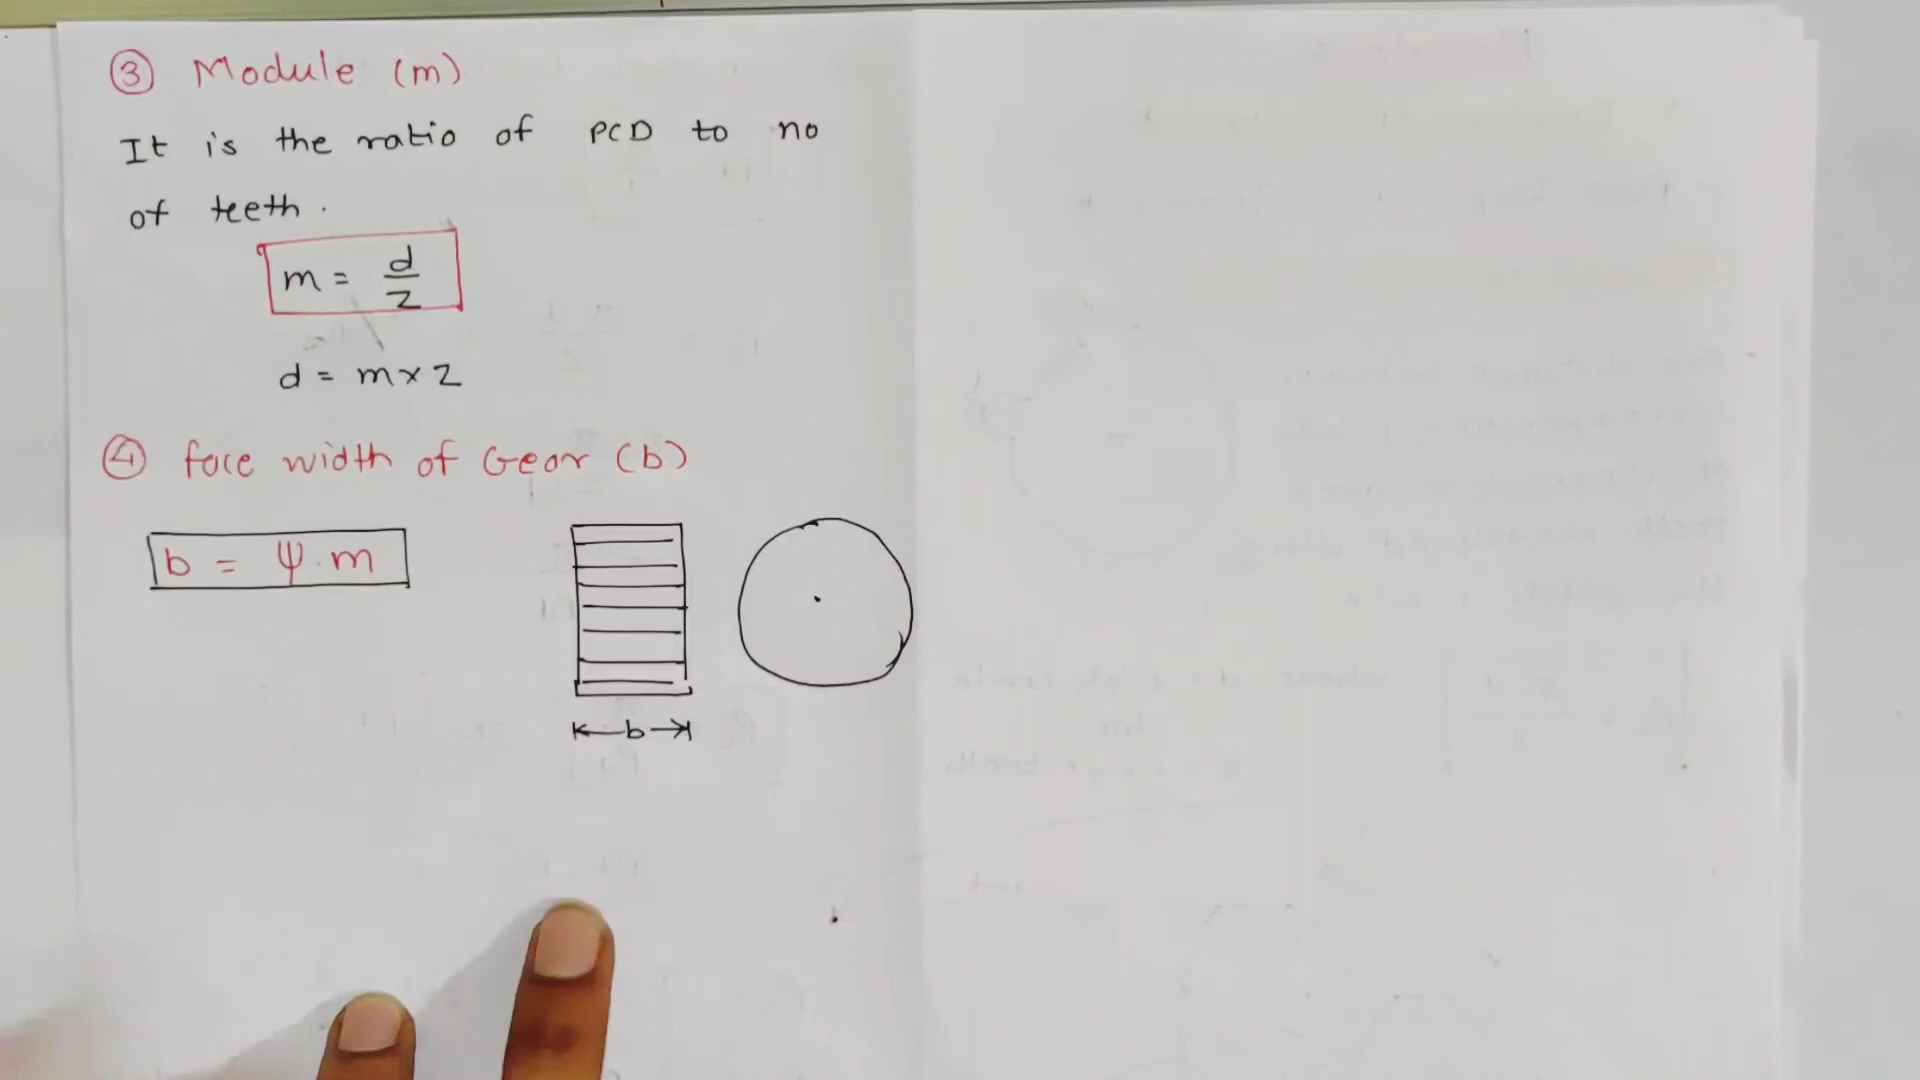 ③ Module (m)
It is the ratio of PCD to no
of teeth.
m = d/z
d = m x z
④ face width of Gear (b)
b = ψ.m
b